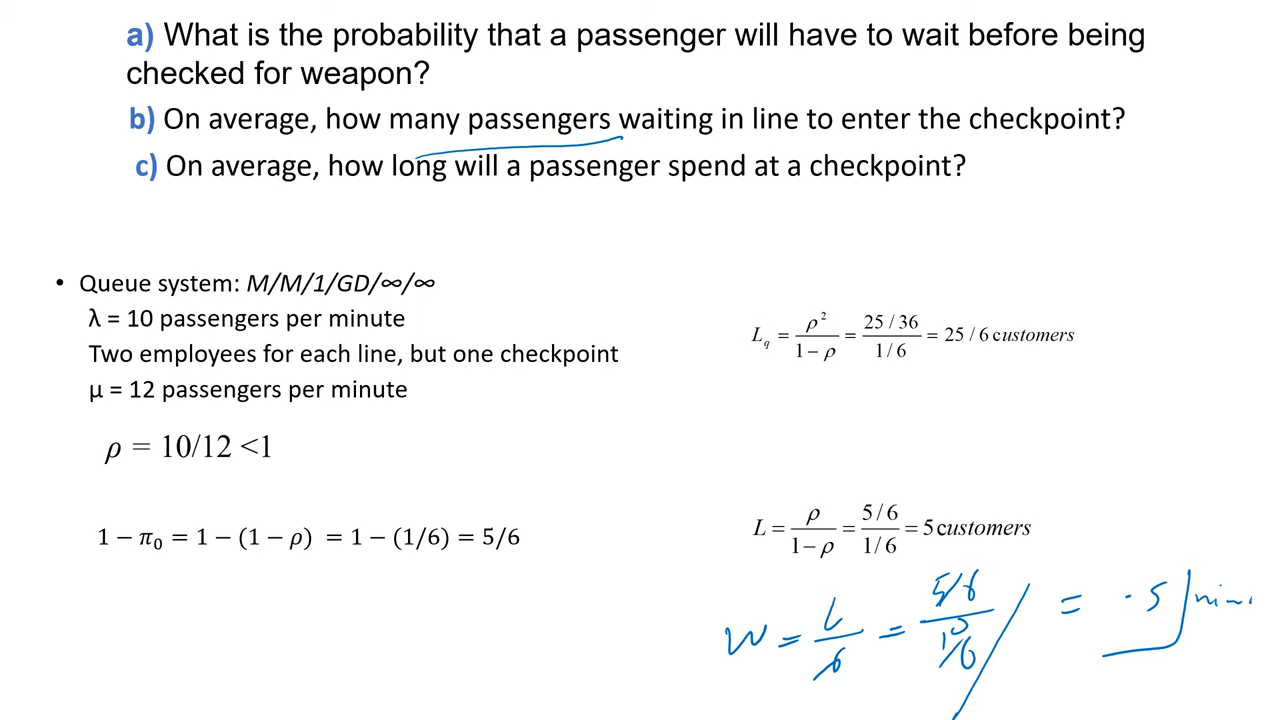 a) What is the probability that a passenger will have to wait before being
checked for weapon?
b) On average, how many passengers waiting in line to enter the checkpoint?
c) On average, how long will a passenger spend at a checkpoint?
• Queue system: M/M/1/GD/∞/∞
λ = 10 passengers per minute
Two employees for each line, but one checkpoint
μ = 12 passengers per minute
ρ = 10/12 <1
1 − π₀ = 1 − (1 − ρ) = 1 − (1/6) = 5/6
L_q = ρ² / (1 − ρ) = (25 / 36) / (1 / 6) = 25 / 6 customers
L = ρ / (1 − ρ) = (5 / 6) / (1 / 6) = 5 customers
W = L
= 5/6
= .5 min